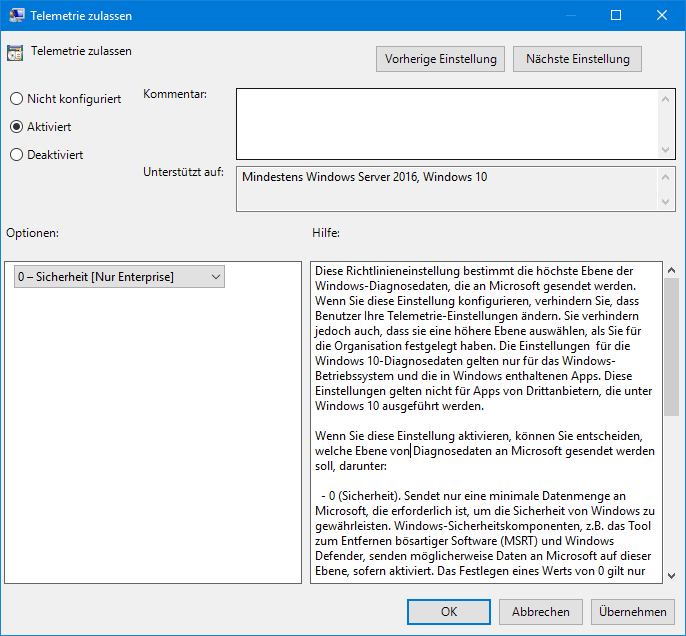 Telemetrie zulassen
Telemetrie zulassen
Vorherige Einstellung
Nächste Einstellung
Nicht konfiguriert
Aktiviert
Deaktiviert
Kommentar:
Unterstützt auf:
Mindestens Windows Server 2016, Windows 10
Optionen:
Hilfe:
0 – Sicherheit [Nur Enterprise]
Diese Richtlinieneinstellung bestimmt die höchste Ebene der
Windows-Diagnosedaten, die an Microsoft gesendet werden.
Wenn Sie diese Einstellung konfigurieren, verhindern Sie, dass
Benutzer Ihre Telemetrie-Einstellungen ändern. Sie verhindern
jedoch auch, dass sie eine höhere Ebene auswählen, als Sie für
die Organisation festgelegt haben. Die Einstellungen  für die
Windows 10-Diagnosedaten gelten nur für das Windows-
Betriebssystem und die in Windows enthaltenen Apps. Diese
Einstellungen gelten nicht für Apps von Drittanbietern, die unter
Windows 10 ausgeführt werden.
Wenn Sie diese Einstellung aktivieren, können Sie entscheiden,
welche Ebene von Diagnosedaten an Microsoft gesendet werden
soll, darunter:
- 0 (Sicherheit). Sendet nur eine minimale Datenmenge an
Microsoft, die erforderlich ist, um die Sicherheit von Windows zu
gewährleisten. Windows-Sicherheitskomponenten, z.B. das Tool
zum Entfernen bösartiger Software (MSRT) und Windows
Defender, senden möglicherweise Daten an Microsoft auf dieser
Ebene, sofern aktiviert. Das Festlegen eines Werts von 0 gilt nur
OK
Abbrechen
Übernehmen